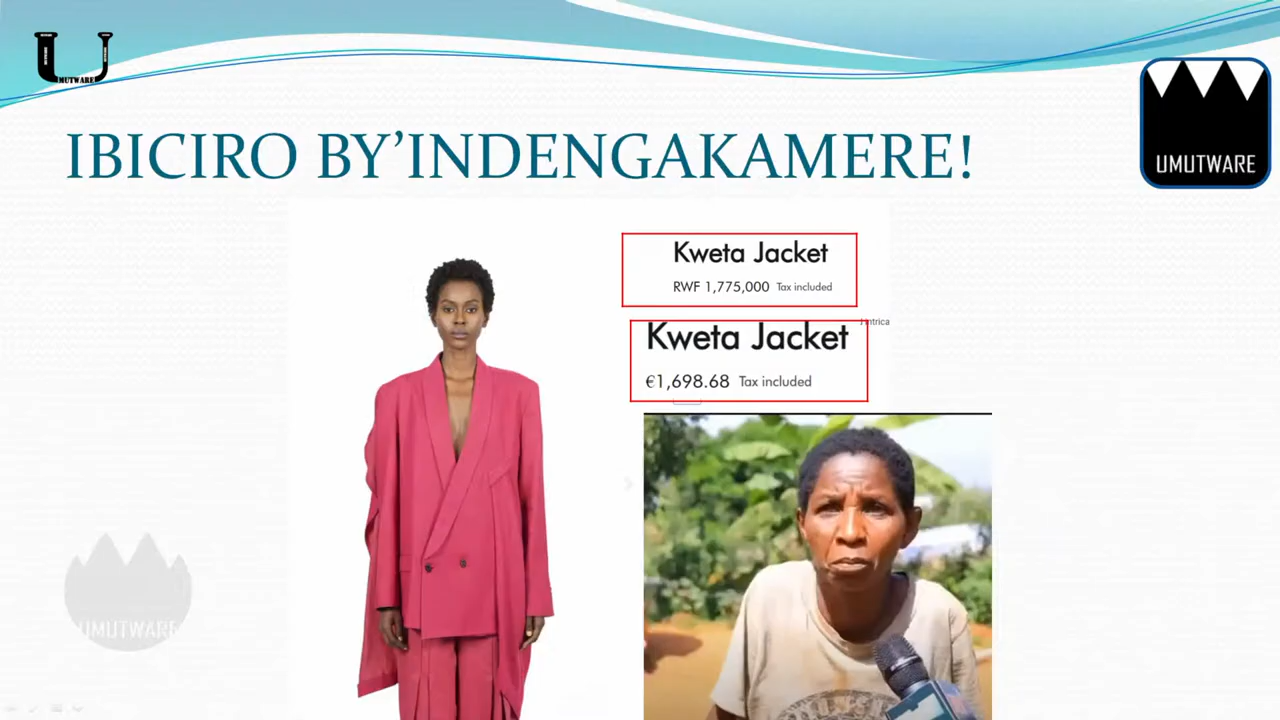 UMUTWARE
IBICIRO BY'INDENGAKAMERE!
UMUTWARE
Kweta Jacket
RWF 1,775,000 Tax included
Kweta Jacket
€1,698.68 Tax included
UMUTWARE